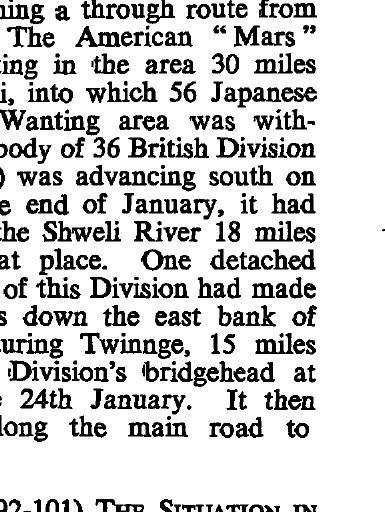 ning a through route from
The American “ Mars ”
ing in the area 30 miles
i, into which 56 Japanese
Wanting area was with-
body of 36 British Division
) was advancing south on
e end of January, it had
the Shweli River 18 miles
at place. One detached
of this Division had made
s down the east bank of
uring Twinnge, 15 miles
Division’s bridgehead at
24th January. It then
long the main road to
92-101) THE SITUATION IN